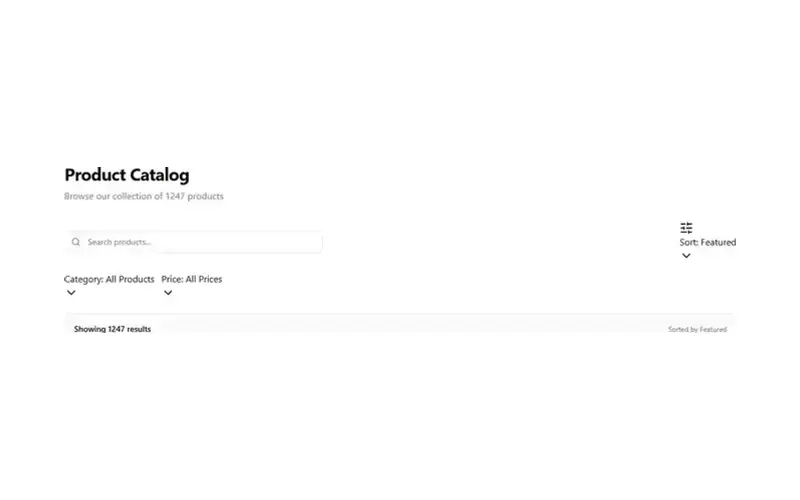 Product Catalog
Browse our collection of 1247 products
Search products...
Sort: Featured
Category: All Products Price: All Prices
Showing 1247 results Sorted by Featured